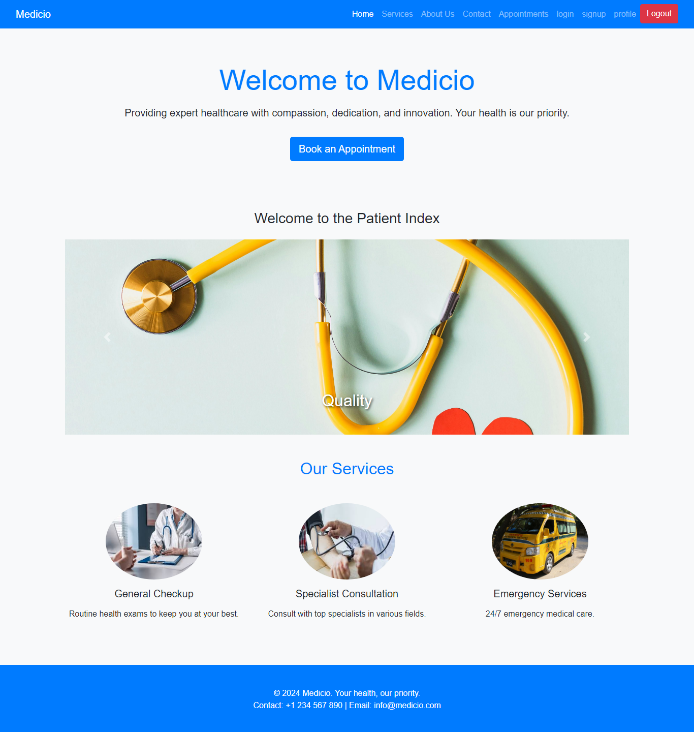 Medicio Home Services About Us Contact Appointments login signup profile Logout
Welcome to Medicio
Providing expert healthcare with compassion, dedication, and innovation. Your health is our priority.
Book an Appointment
Welcome to the Patient Index
Quality
Our Services
General Checkup Specialist Consultation Emergency Services
Routine health exams to keep you at your best. Consult with top specialists in various fields. 24/7 emergency medical care.
© 2024 Medicio. Your health, our priority.
Contact: +1 234 567 890 | Email: info@medicio.com